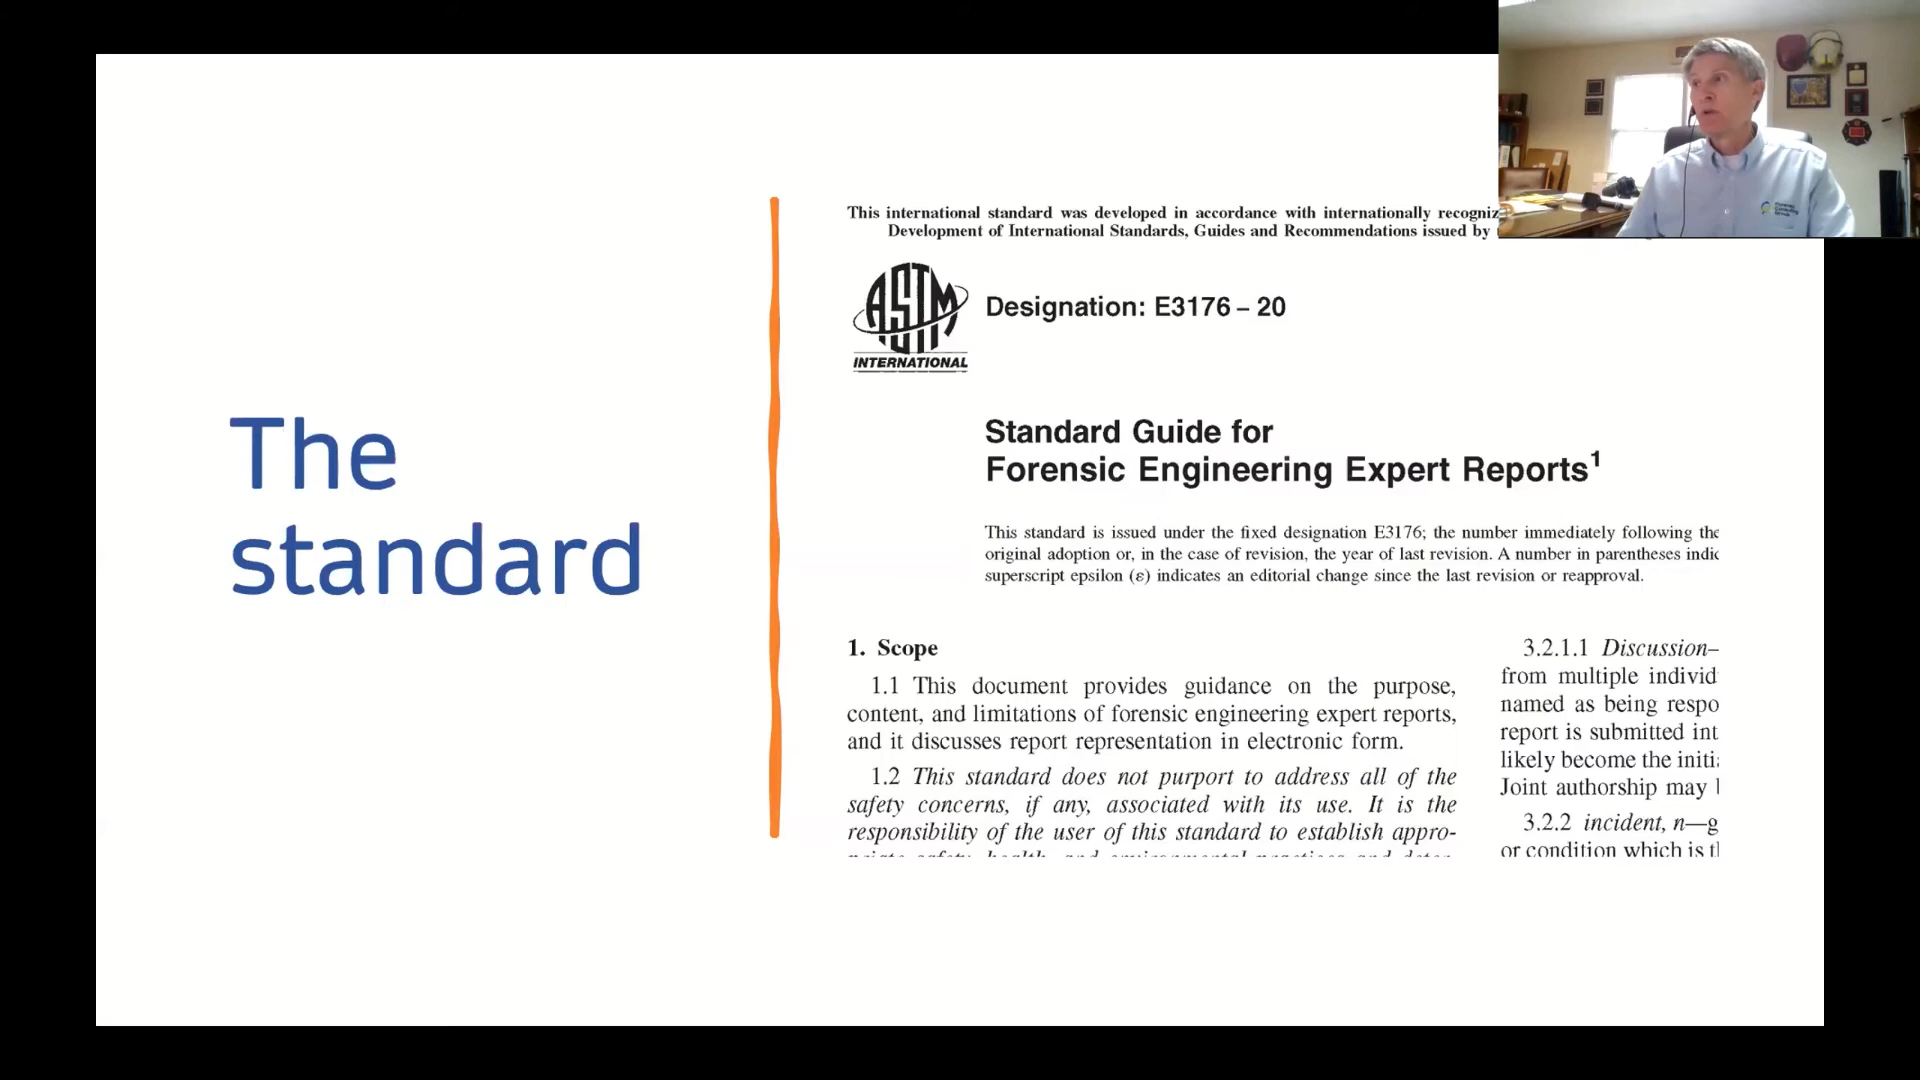 The
standard
This international standard was developed in accordance with internationally recogniz
Development of International Standards, Guides and Recommendations issued by
ASTM
INTERNATIONAL
Designation: E3176 – 20
Standard Guide for
Forensic Engineering Expert Reports¹
This standard is issued under the fixed designation E3176; the number immediately following the
original adoption or, in the case of revision, the year of last revision. A number in parentheses indic
superscript epsilon (ε) indicates an editorial change since the last revision or reapproval.
1. Scope
1.1 This document provides guidance on the purpose,
content, and limitations of forensic engineering expert reports,
and it discusses report representation in electronic form.
1.2 This standard does not purport to address all of the
safety concerns, if any, associated with its use. It is the
responsibility of the user of this standard to establish appro-
3.2.1.1 Discussion–
from multiple individ
named as being respo
report is submitted int
likely become the initi
Joint authorship may
3.2.2 incident, n—g
or condition which is t